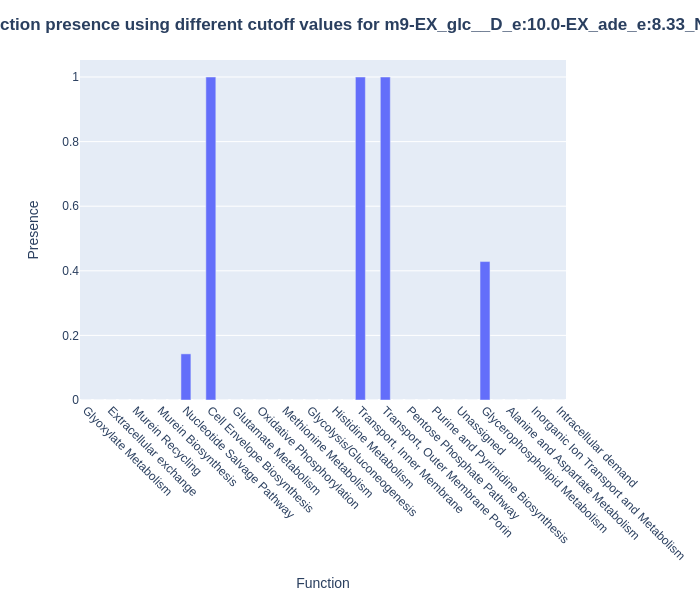 ction presence using different cutoff values for m9-EX_glc__D_e:10.0-EX_ade_e:8.33_N
1
0.8
0.6
0.4
0.2
0
Presence
Glyoxylate Metabolism
Extracellular exchange
Murein Recycling
Murein Biosynthesis
Nucleotide Salvage Pathway
Cell Envelope Biosynthesis
Glutamate Metabolism
Oxidative Phosphorylation
Methionine Metabolism
Glycolysis/Gluconeogenesis
Histidine Metabolism
Transport, Inner Membrane
Transport, Outer Membrane Porin
Pentose Phosphate Pathway
Purine and Pyrimidine Biosynthesis
Unassigned
Glycerophospholipid Metabolism
Alanine and Aspartate Metabolism
Inorganic Ion Transport and Metabolism
Intracellular demand
Function